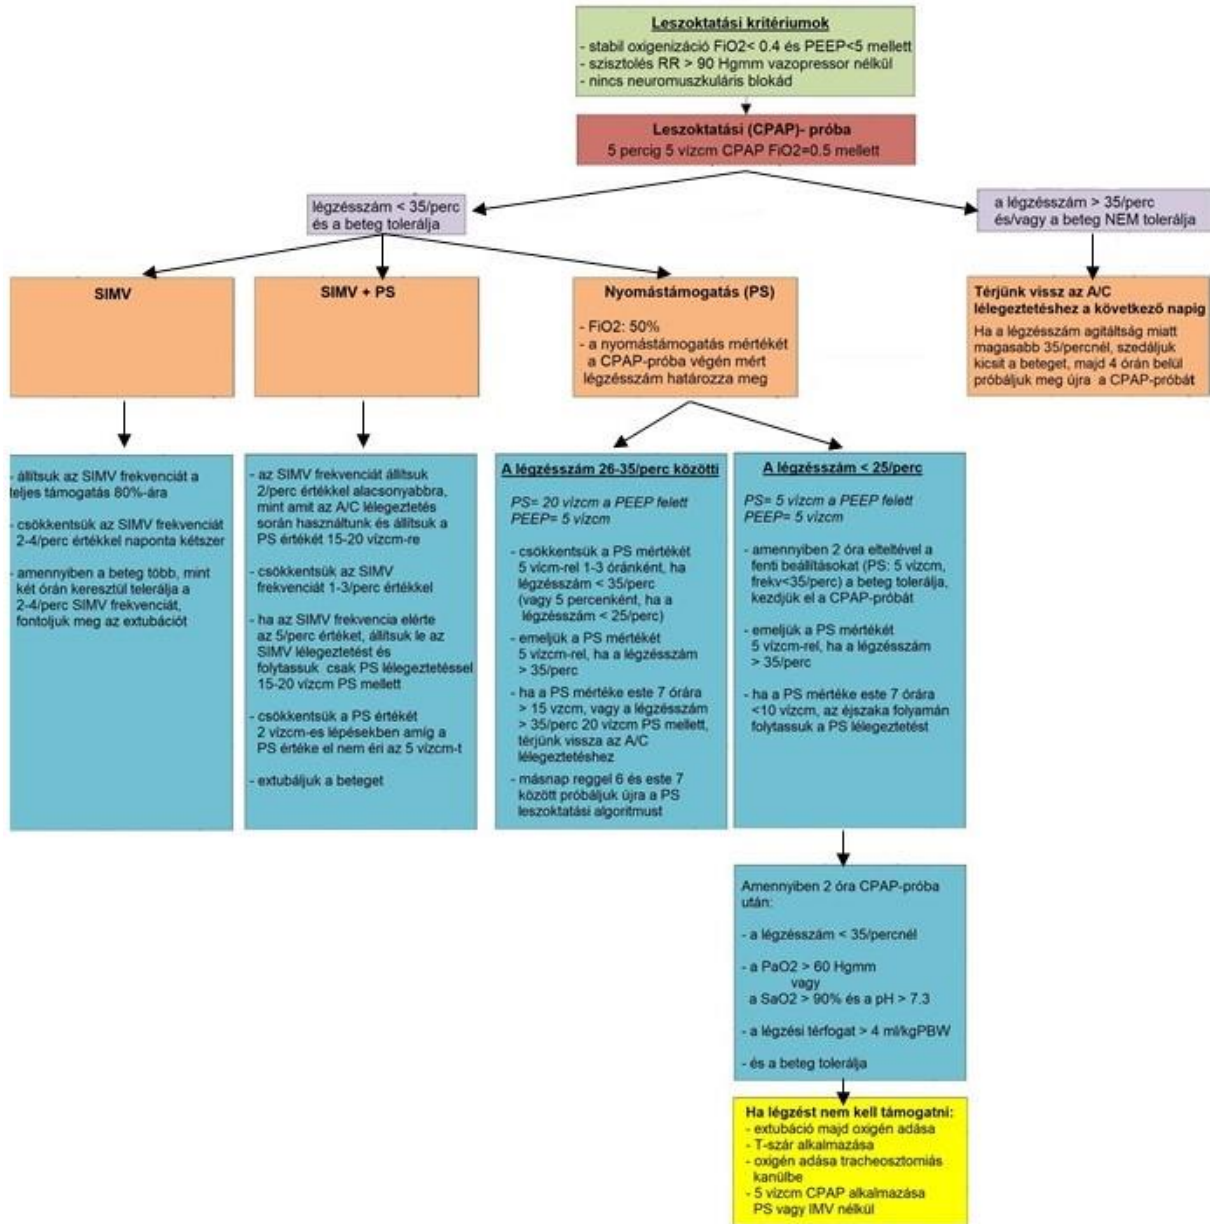 Leszoktatási kritériumok
- stabil oxigenizáció FiO2< 0.4 és PEEP<5 mellett
- szisztolés RR > 90 Hgmm vazopressor nélkül
- nincs neuromuszkuláris blokád
Leszoktatási (CPAP)- próba
5 percig 5 vízcm CPAP FiO2=0.5 mellett
légzésszám < 35/perc
és a beteg tolerálja
a légzésszám > 35/perc
és/vagy a beteg NEM tolerálja
SIMV
SIMV + PS
Nyomástámogatás (PS)
- FiO2: 50%
- a nyomástámogatás mértékét
a CPAP-próba végén mért
légzésszám határozza meg
Térjünk vissz az A/C
lélegeztetéshez a következő napig
Ha a légzésszám agitáltság miatt
magasabb 35/percnél, szedáljuk
kicsit a beteget, majd 4 órán belül
próbáljuk meg újra a CPAP-próbát
- állítsuk az SIMV frekvenciát a
teljes támogatás 80%-ára
- csökkentsük az SIMV frekvenciát
2-4/perc értékkel naponta kétszer
- amennyiben a beteg több, mint
két órán keresztül telerálja a
2-4/perc SIMV frekvenciát,
fontoljuk meg az extubációt
- az SIMV frekvenciát állítsuk
2/perc értékkel alacsonyabbra,
mint amit az A/C lélegeztetés
során használtunk és állítsuk a
PS értékét 15-20 vízcm-re
- csökkentsük az SIMV
frekvenciát 1-3/perc értékkel
- ha az SIMV frekvencia elérte
az 5/perc értéket, állítsuk le az
SIMV lélegeztetést és
folytassuk csak PS lélegeztetéssel
15-20 vízcm PS mellett
- csökkentsük a PS értékét
2 vízcm-es lépésekben amíg a
PS értéke el nem éri az 5 vízcm-t
- extubáljuk a beteget
A légzésszám 26-35/perc közötti
PS= 20 vízcm a PEEP felett
PEEP= 5 vízcm
- csökkentsük a PS mértékét
5 vícm-rel 1-3 óránként, ha
légzésszám < 35/perc
(vagy 5 percenként, ha a
légzésszám < 25/perc)
- emeljük a PS mértékét
5 vízcm-rel, ha a légzésszám
> 35/perc
- ha a PS mértéke este 7 órára
> 15 vzcm, vagy a légzésszám
> 35/perc 20 vízcm PS mellett,
térjünk vissza az A/C
lélegeztetéshez
- másnap reggel 6 és este 7
között próbáljuk újra a PS
leszoktatási algoritmust
A légzésszám < 25/perc
PS= 5 vízcm a PEEP felett
PEEP= 5 vízcm
- amennyiben 2 óra elteltével a
fenti beállításokat (PS: 5 vízcm,
frekv<35/perc) a beteg tolerálja,
kezdjük el a CPAP-próbát
- emeljük a PS mértékét
5 vízcm-rel, ha a légzésszám
> 35/perc
- ha a PS mértéke este 7 órára
<10 vízcm, az éjszaka folyamán
folytassuk a PS lélegeztetést
Amennyiben 2 óra CPAP-próba
után:
- a légzésszám < 35/percnél
- a PaO2 > 60 Hgmm
vagy
a SaO2 > 90% és a pH > 7.3
- a légzési térfogat > 4 ml/kgPBW
- és a beteg tolerálja
Ha légzést nem kell támogatni:
- extubáció majd oxigén adása
- T-szár alkalmazása
- oxigén adása tracheosztomiás
kanülbe
- 5 vízcm CPAP alkalmazása
PS vagy IMV nélkül